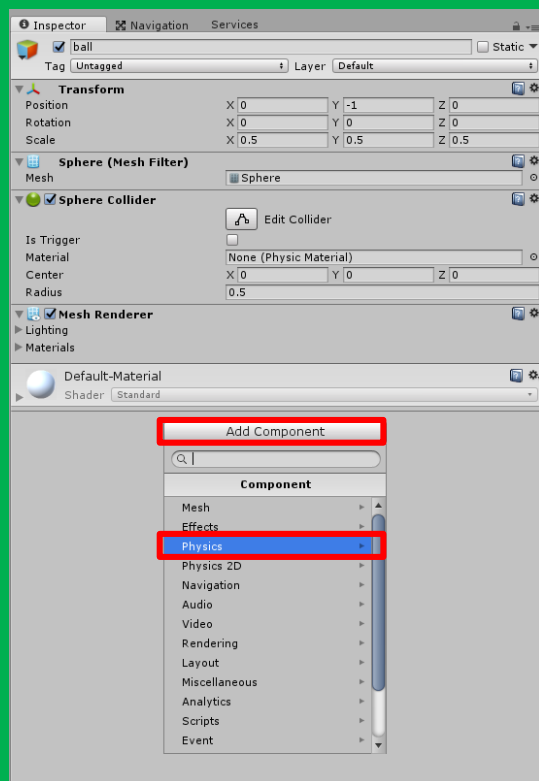 Inspector Navigation Services
ball Static
Tag Untagged Layer Default
Transform
Position X 0 Y -1 Z 0
Rotation X 0 Y 0 Z 0
Scale X 0.5 Y 0.5 Z 0.5
Sphere (Mesh Filter)
Mesh Sphere
Sphere Collider
Edit Collider
Is Trigger
Material None (Physic Material)
Center X 0 Y 0 Z 0
Radius 0.5
Mesh Renderer
Lighting
Materials
Default-Material
Shader Standard
Add Component
Component
Mesh
Effects
Physics
Physics 2D
Navigation
Audio
Video
Rendering
Layout
Miscellaneous
Analytics
Scripts
Event